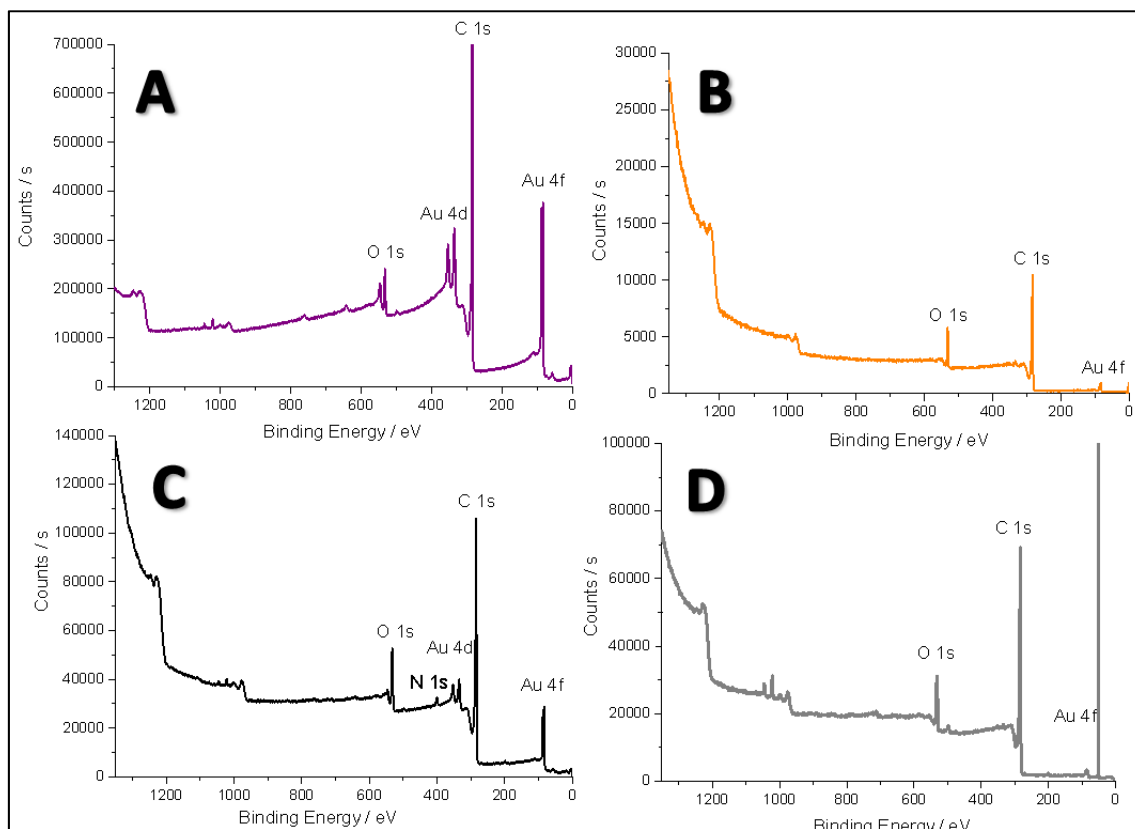 A
C 1s
Au 4f
Au 4d
O 1s
700000
600000
500000
400000
300000
200000
100000
0
Counts / s
1200 1000 800 600 400 200 0
Binding Energy / eV
B
C 1s
O 1s
Au 4f
30000
25000
20000
15000
10000
5000
0
Counts / s
1200 1000 800 600 400 200 0
Binding Energy / eV
C
C 1s
O 1s
Au 4d
N 1s
Au 4f
140000
120000
100000
80000
60000
40000
20000
0
Counts / s
1200 1000 800 600 400 200 0
Binding Energy / eV
D
C 1s
O 1s
Au 4f
100000
80000
60000
40000
20000
0
Counts / s
1200 1000 800 600 400 200 0
Binding Energy / eV